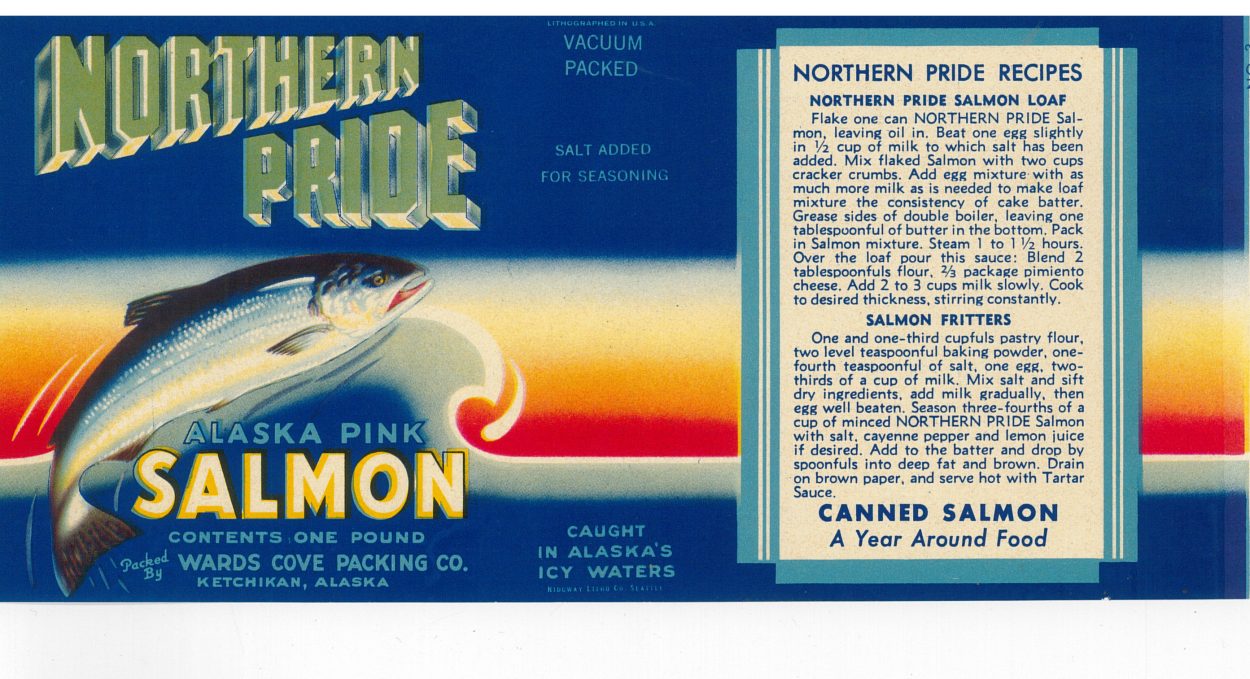 NORTHERN
PRIDE
ALASKA PINK
SALMON
CONTENTS ONE POUND
Packed
By
WARDS COVE PACKING CO.
KETCHIKAN, ALASKA
LITHOGRAPHED IN U.S.A.
VACUUM
PACKED
SALT ADDED
FOR SEASONING
CAUGHT
IN ALASKA'S
ICY WATERS
RIDGWAY LITHO CO. SEATTLE
NORTHERN PRIDE RECIPES
NORTHERN PRIDE SALMON LOAF
Flake one can NORTHERN PRIDE Sal-
mon, leaving oil in. Beat one egg slightly
in ½ cup of milk to which salt has been
added. Mix flaked Salmon with two cups
cracker crumbs. Add egg mixture with as
much more milk as is needed to make loaf
mixture the consistency of cake batter.
Grease sides of double boiler, leaving one
tablespoonful of butter in the bottom. Pack
in Salmon mixture. Steam 1 to 1½ hours.
Over the loaf pour this sauce: Blend 2
tablespoonfuls flour, ⅔ package pimiento
cheese. Add 2 to 3 cups milk slowly. Cook
to desired thickness, stirring constantly.
SALMON FRITTERS
One and one-third cupfuls pastry flour,
two level teaspoonful baking powder, one-
fourth teaspoonful of salt, one egg, two-
thirds of a cup of milk. Mix salt and sift
dry ingredients, add milk gradually, then
egg well beaten. Season three-fourths of a
cup of minced NORTHERN PRIDE Salmon
with salt, cayenne pepper and lemon juice
if desired. Add to the batter and drop by
spoonfuls into deep fat and brown. Drain
on brown paper, and serve hot with Tartar
Sauce.
CANNED SALMON
A Year Around Food